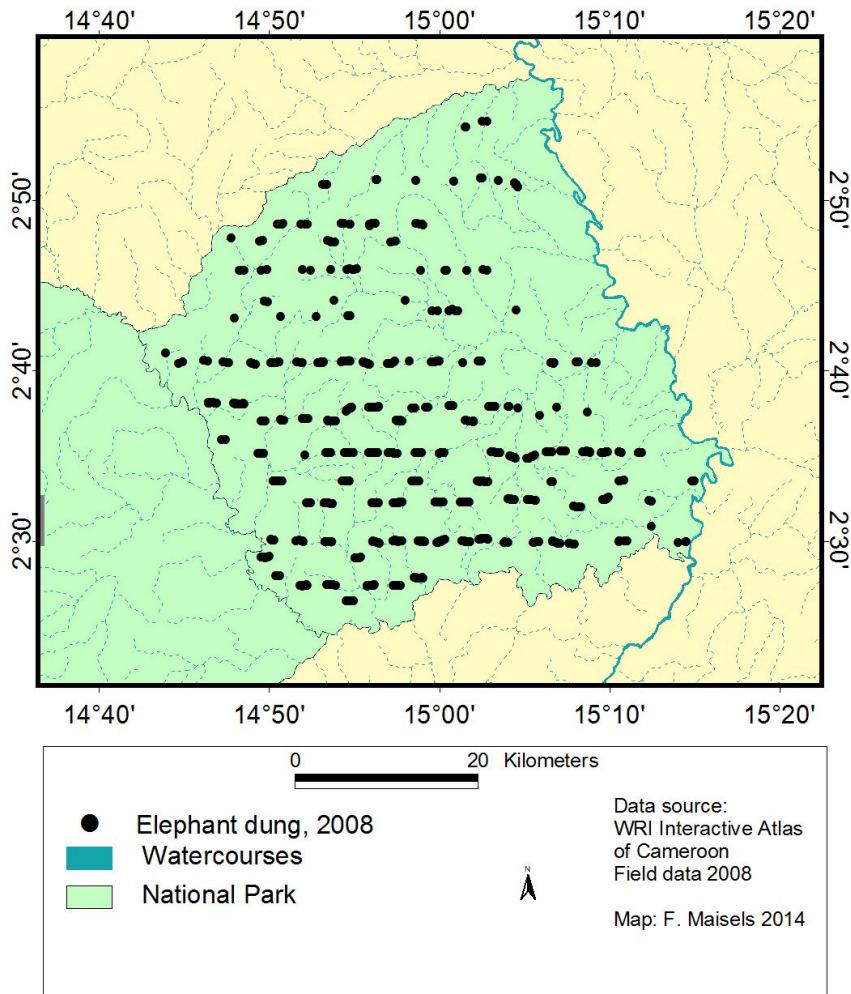 14°40' 14°50' 15°00' 15°10' 15°20'
2°50' 2°50'
2°40' 2°40'
2°30' 2°30'
14°40' 14°50' 15°00' 15°10' 15°20'
0 20 Kilometers
Elephant dung, 2008
Watercourses
National Park
N
Data source:
WRI Interactive Atlas
of Cameroon
Field data 2008
Map: F. Maisels 2014